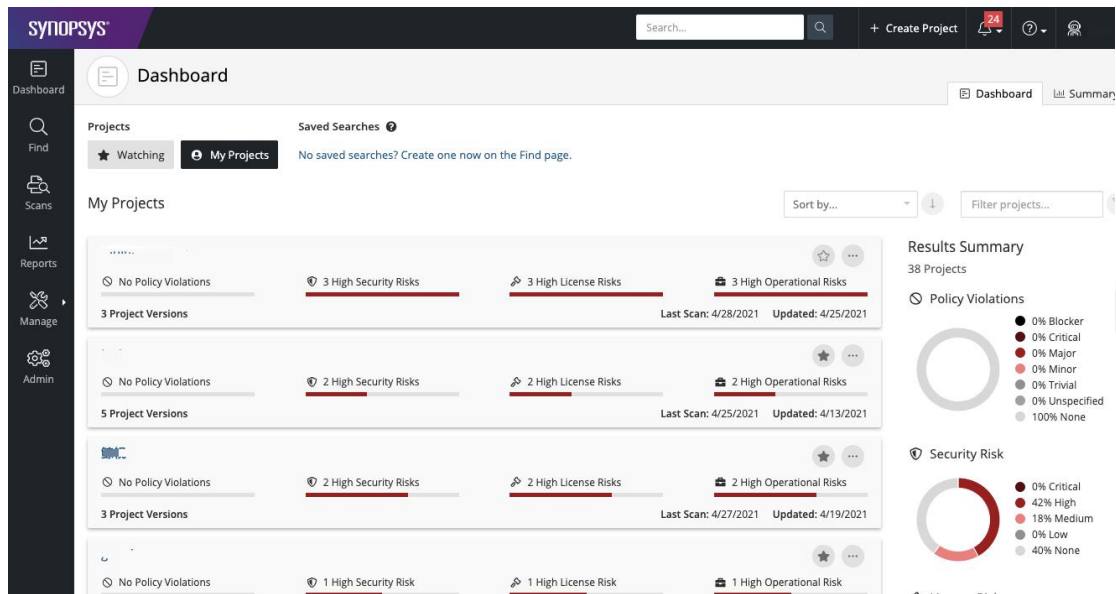 SYNOPSYS®
Search...
+ Create Project
24
Dashboard
Find
Scans
Reports
Manage
Admin
Dashboard
Dashboard
Summary
Projects
Watching
My Projects
Saved Searches
No saved searches? Create one now on the Find page.
My Projects
Sort by...
Filter projects...
No Policy Violations
3 High Security Risks
3 High License Risks
3 High Operational Risks
3 Project Versions
Last Scan: 4/28/2021 Updated: 4/25/2021
No Policy Violations
2 High Security Risks
2 High License Risks
2 High Operational Risks
5 Project Versions
Last Scan: 4/25/2021 Updated: 4/13/2021
No Policy Violations
2 High Security Risks
2 High License Risks
2 High Operational Risks
3 Project Versions
Last Scan: 4/27/2021 Updated: 4/19/2021
No Policy Violations
1 High Security Risk
1 High License Risk
1 High Operational Risk
Results Summary
38 Projects
Policy Violations
0% Blocker
0% Critical
0% Major
0% Minor
0% Trivial
0% Unspecified
100% None
Security Risk
0% Critical
42% High
18% Medium
0% Low
40% None